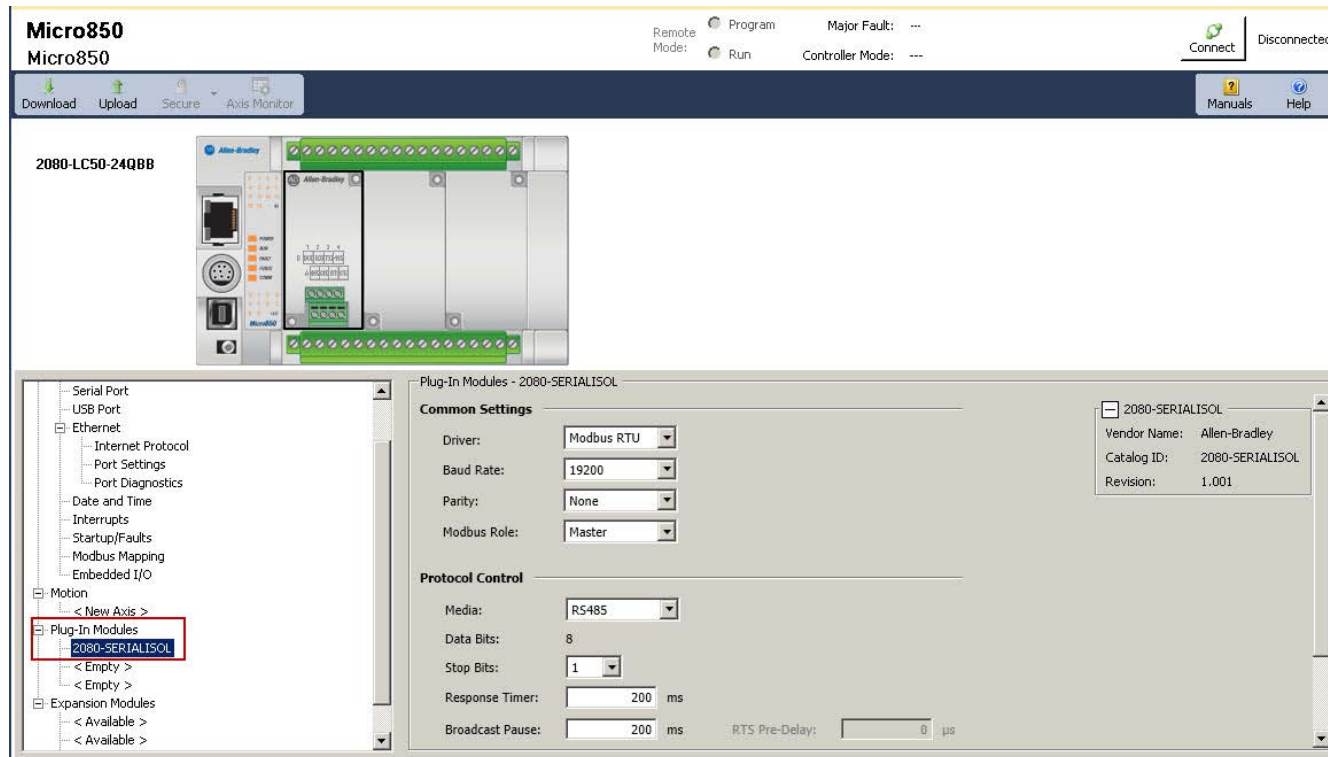 Micro850
Micro850
Remote Mode:
Program
Run
Major Fault: ---
Controller Mode: ---
Connect
Disconnected
Download
Upload
Secure
Axis Monitor
Manuals
Help
2080-LC50-24QBB
Allen-Bradley
Allen-Bradley
1 2 3 4
Micro850
Serial Port
USB Port
Ethernet
Internet Protocol
Port Settings
Port Diagnostics
Date and Time
Interrupts
Startup/Faults
Modbus Mapping
Embedded I/O
Motion
< New Axis >
Plug-In Modules
2080-SERIALISOL
< Empty >
< Empty >
Expansion Modules
< Available >
< Available >
Plug-In Modules - 2080-SERIALISOL
Common Settings
Driver: Modbus RTU
Baud Rate: 19200
Parity: None
Modbus Role: Master
Protocol Control
Media: RS485
Data Bits: 8
Stop Bits: 1
Response Timer: 200 ms
Broadcast Pause: 200 ms RTS Pre-Delay: 0 µs
2080-SERIALISOL
Vendor Name: Allen-Bradley
Catalog ID: 2080-SERIALISOL
Revision: 1.001